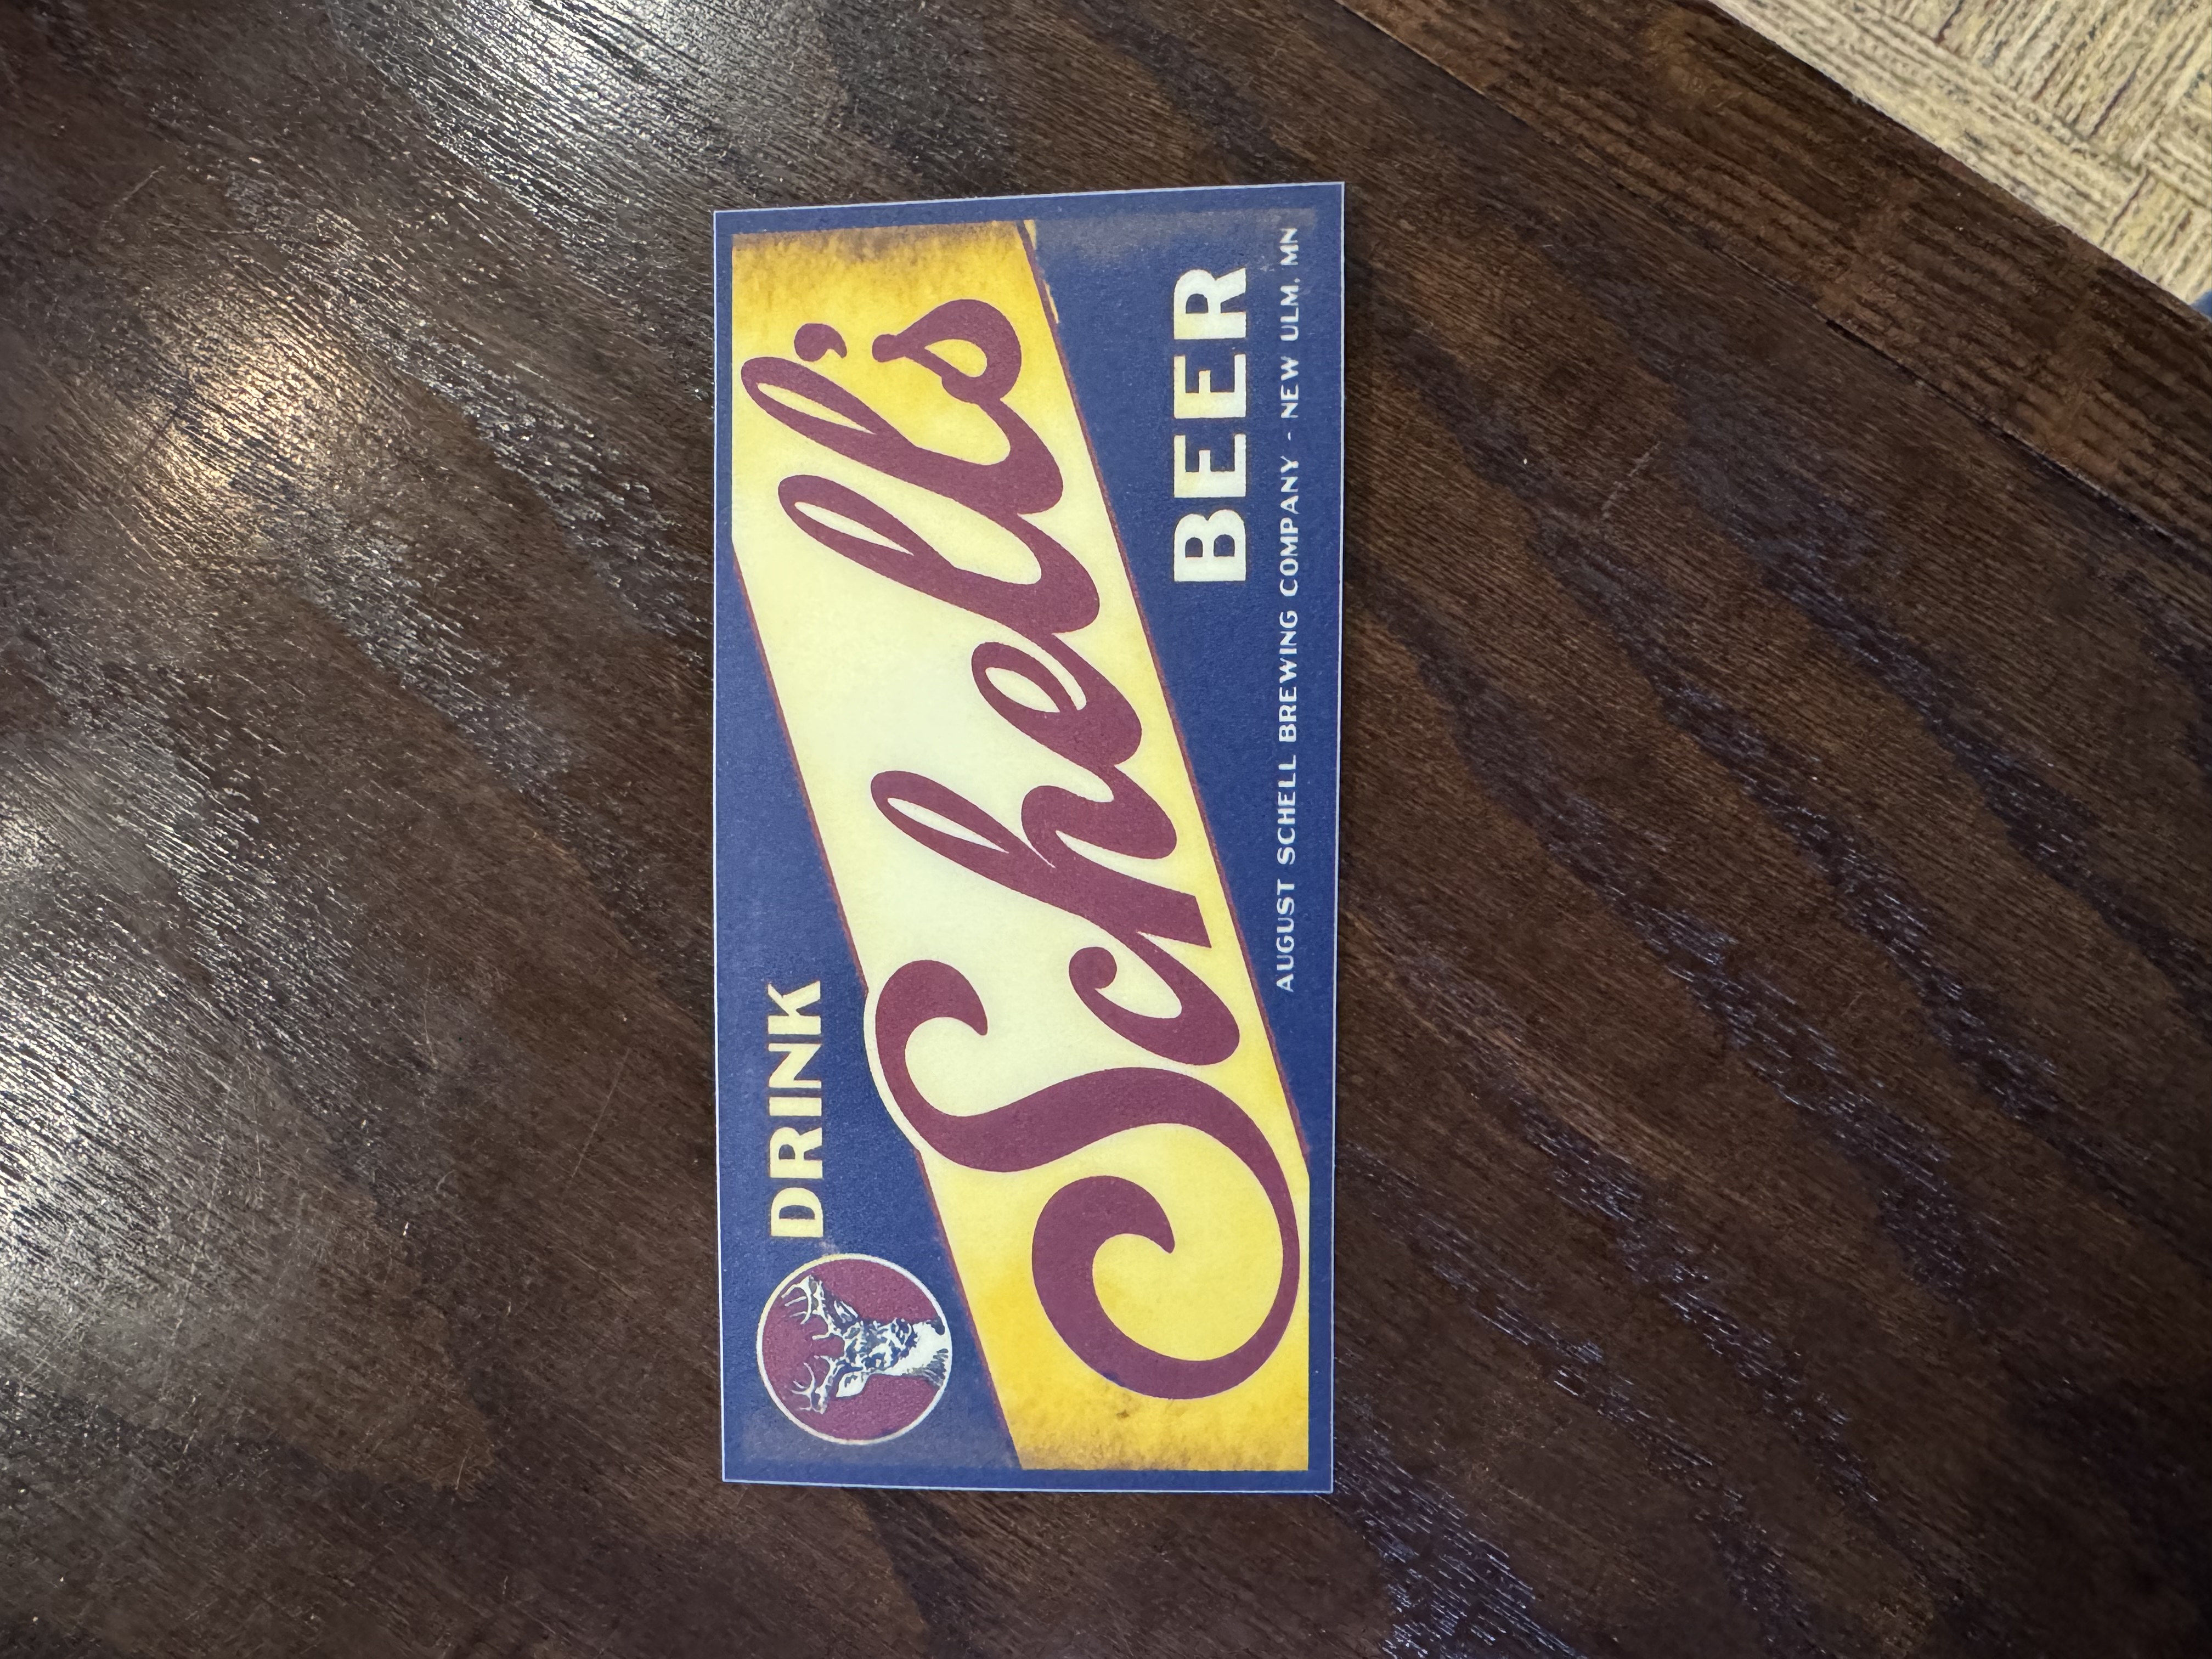 DRINK
Schell's
BEER
AUGUST SCHELL BREWING COMPANY - NEW ULM, MN